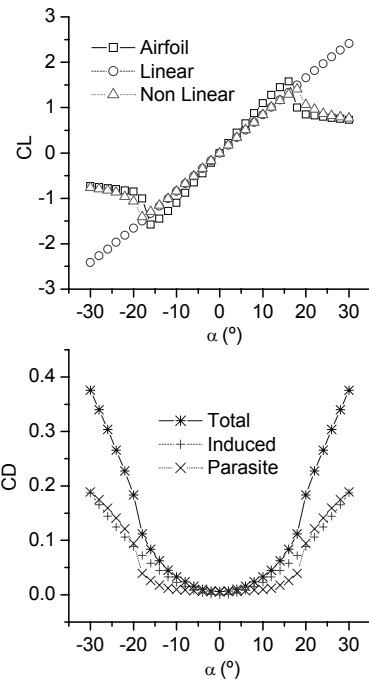 3
2
1
0
-1
-2
-3
CL
Airfoil
Linear
Non Linear
-30 -20 -10 0 10 20 30
α (º)
0.4
0.3
0.2
0.1
0.0
CD
Total
Induced
Parasite
-30 -20 -10 0 10 20 30
α (º)